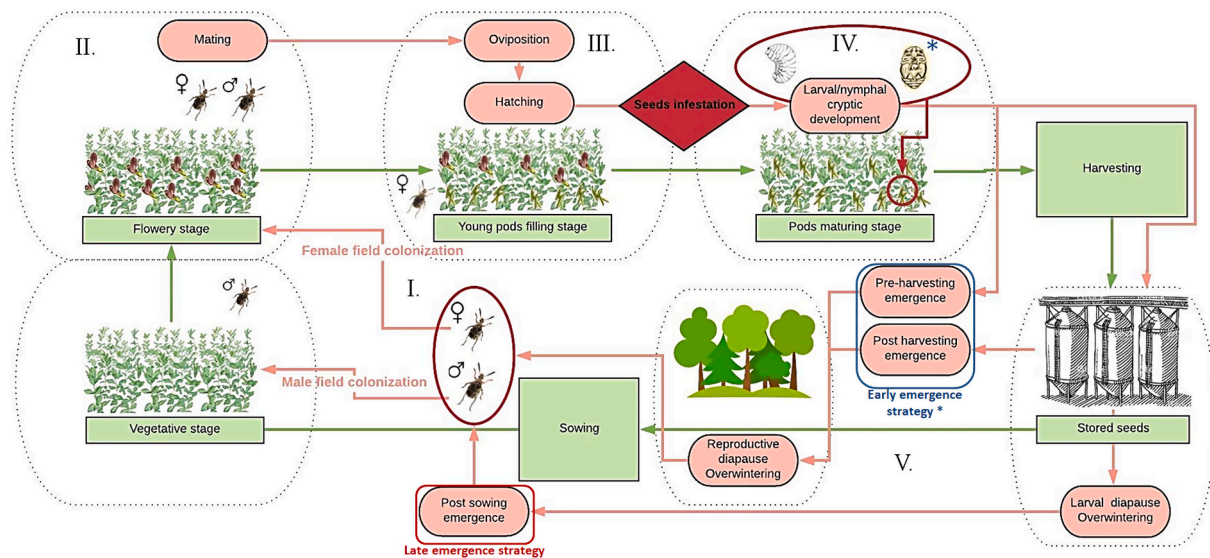 II.
Mating
Oviposition
III.
IV.
*
Hatching
Seeds infestation
Larval/nymphal
cryptic
development
Harvesting
♀ ♂
♀
Flowery stage
Young pods filling stage
Pods maturing stage
Female field colonization
♂
I.
♀
♂
Pre-harvesting
emergence
Post harvesting
emergence
Early emergence
strategy *
Male field colonization
Vegetative stage
Sowing
Stored seeds
Reproductive
diapause
Overwintering
V.
Post sowing
emergence
Larval diapause
Overwintering
Late emergence strategy